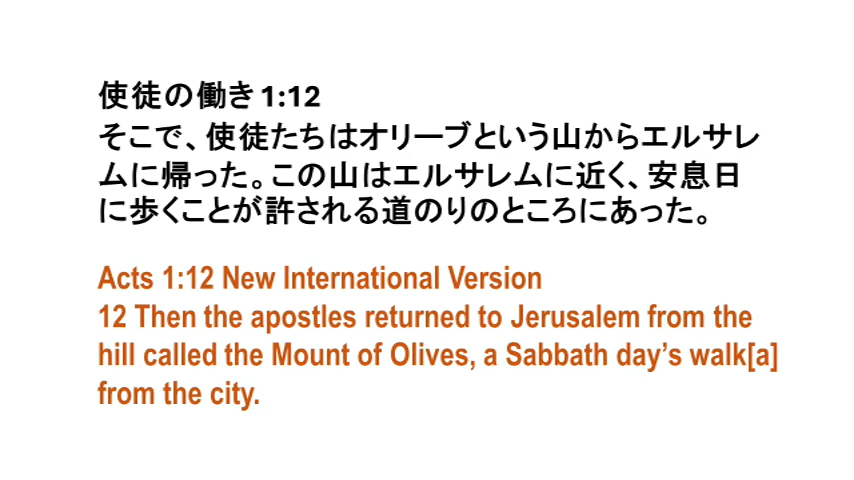 使徒の働き 1:12
そこで、使徒たちはオリーブという山からエルサレ
ムに帰った。この山はエルサレムに近く、安息日
に歩くことが許される道のりのところにあった。
Acts 1:12 New International Version
12 Then the apostles returned to Jerusalem from the
hill called the Mount of Olives, a Sabbath day’s walk[a]
from the city.